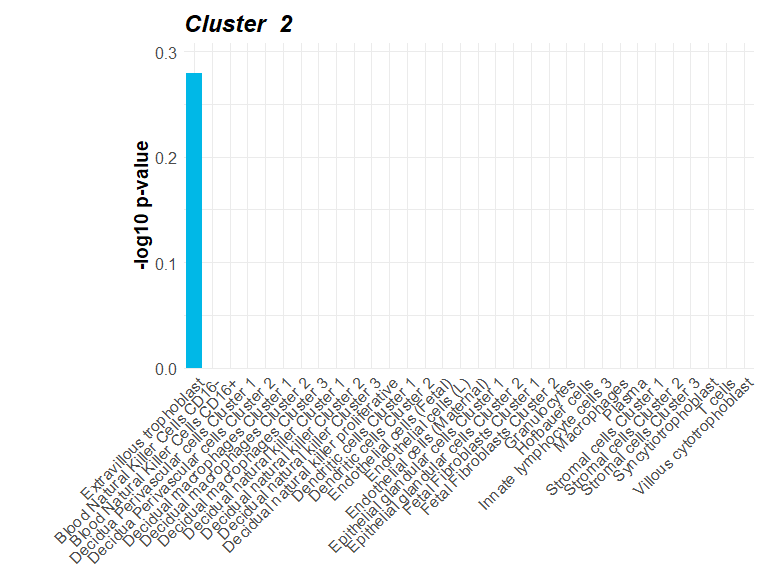 Cluster 2
-log10 p-value
0.3
0.2
0.1
0.0
Extravillous trophoblast
Blood Natural Killer Cells CD16-
Blood Natural Killer Cells CD16+
Decidua Perivascular cells Cluster 1
Decidua Perivascular cells Cluster 2
Decidual macrophages Cluster 1
Decidual macrophages Cluster 2
Decidual macrophages Cluster 3
Decidual natural killer Cluster 1
Decidual natural killer Cluster 2
Decidual natural killer Cluster 3
Decidual natural killer proliferative
Dendritic cells Cluster 1
Dendritic cells Cluster 2
Endothelial cells (Fetal)
Endothelial cells (L)
Endothelial cells (Maternal)
Epithelial glandular cells Cluster 1
Epithelial glandular cells Cluster 2
Fetal Fibroblasts Cluster 1
Fetal Fibroblasts Cluster 2
Granulocytes
Hofbauer cells
Innate lymphocyte cells 3
Macrophages
Plasma
Stromal cells Cluster 1
Stromal cells Cluster 2
Stromal cells Cluster 3
Syncytiotrophoblast
T cells
Villous cytotrophoblast